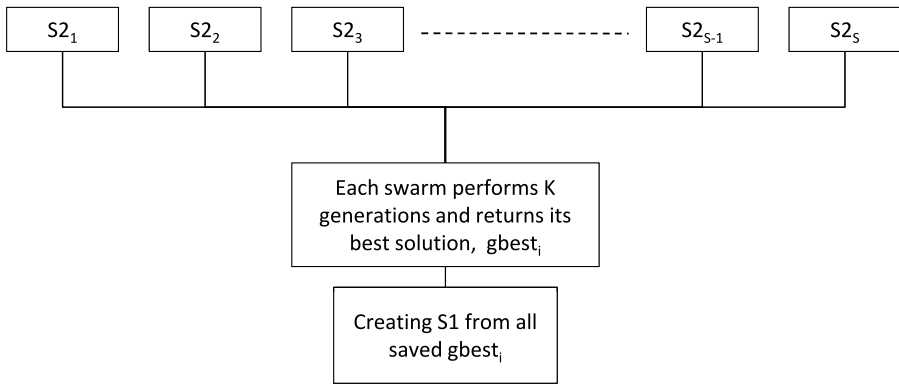 S2₁ S2₂ S2₃ S2S-1 S2S
Each swarm performs K
generations and returns its
best solution, gbestᵢ
Creating S1 from all
saved gbestᵢ